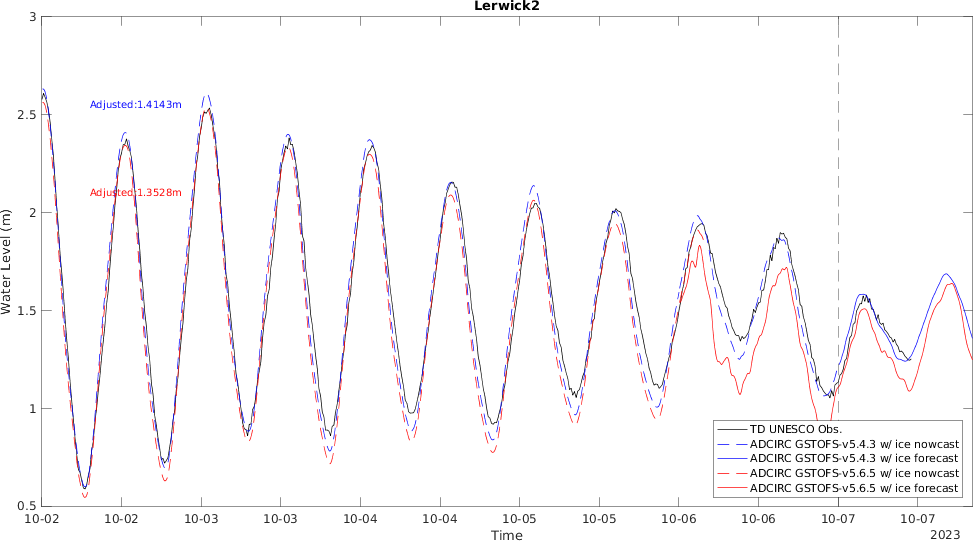 Lerwick2
3
2.5
2
1.5
1
0.5
Water Level (m)
Adjusted:1.4143m
Adjusted:1.3528m
TD UNESCO Obs.
ADCIRC GSTOFS-v5.4.3 w/ ice nowcast
ADCIRC GSTOFS-v5.4.3 w/ ice forecast
ADCIRC GSTOFS-v5.6.5 w/ ice nowcast
ADCIRC GSTOFS-v5.6.5 w/ ice forecast
10-02 10-02 10-03 10-03 10-04 10-04 10-05 10-05 10-06 10-06 10-07 10-07
Time
2023